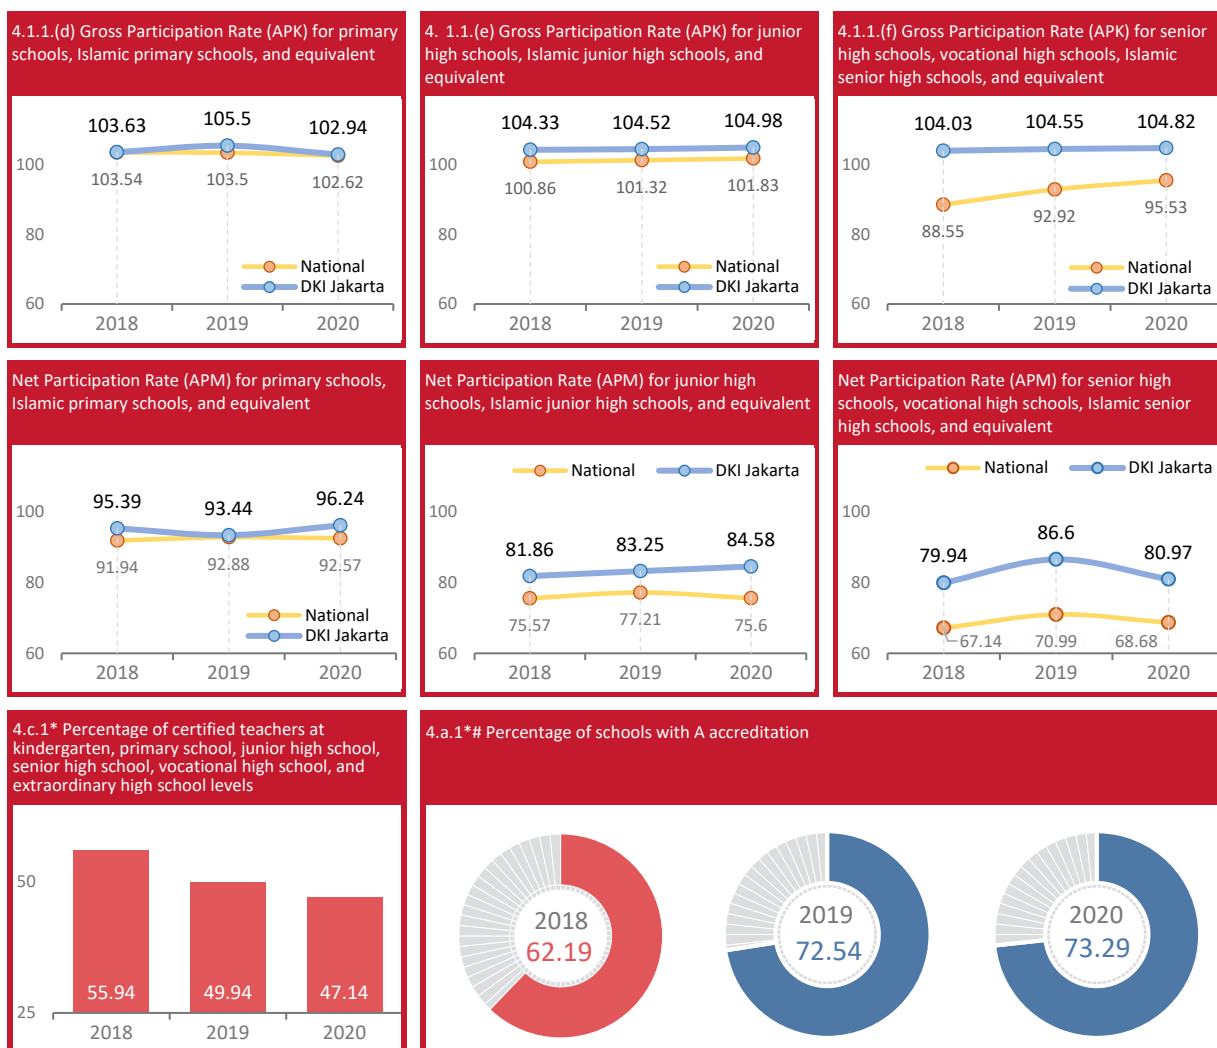 4.1.1.(d) Gross Participation Rate (APK) for primary
schools, Islamic primary schools, and equivalent
103.63
105.5
102.94
100
103.54
103.5
102.62
80
National
DKI Jakarta
60
2018
2019
2020
4. 1.1.(e) Gross Participation Rate (APK) for junior
high schools, Islamic junior high schools, and
equivalent
104.33
104.52
104.98
100
100.86
101.32
101.83
80
National
DKI Jakarta
60
2018
2019
2020
4.1.1.(f) Gross Participation Rate (APK) for senior
high schools, vocational high schools, Islamic
senior high schools, and equivalent
104.03
104.55
104.82
100
88.55
92.92
95.53
80
National
DKI Jakarta
60
2018
2019
2020
Net Participation Rate (APM) for primary schools,
Islamic primary schools, and equivalent
100
95.39
93.44
96.24
91.94
92.88
92.57
80
National
DKI Jakarta
60
2018
2019
2020
Net Participation Rate (APM) for junior high
schools, Islamic junior high schools, and equivalent
National
DKI Jakarta
100
81.86
83.25
84.58
80
75.57
77.21
75.6
60
2018
2019
2020
Net Participation Rate (APM) for senior high
schools, vocational high schools, Islamic senior
high schools, and equivalent
National
DKI Jakarta
100
79.94
86.6
80.97
80
67.14
70.99
68.68
60
2018
2019
2020
4.c.1* Percentage of certified teachers at
kindergarten, primary school, junior high school,
senior high school, vocational high school, and
extraordinary high school levels
50
55.94
49.94
47.14
25
2018
2019
2020
4.a.1*# Percentage of schools with A accreditation
2018
62.19
2019
72.54
2020
73.29